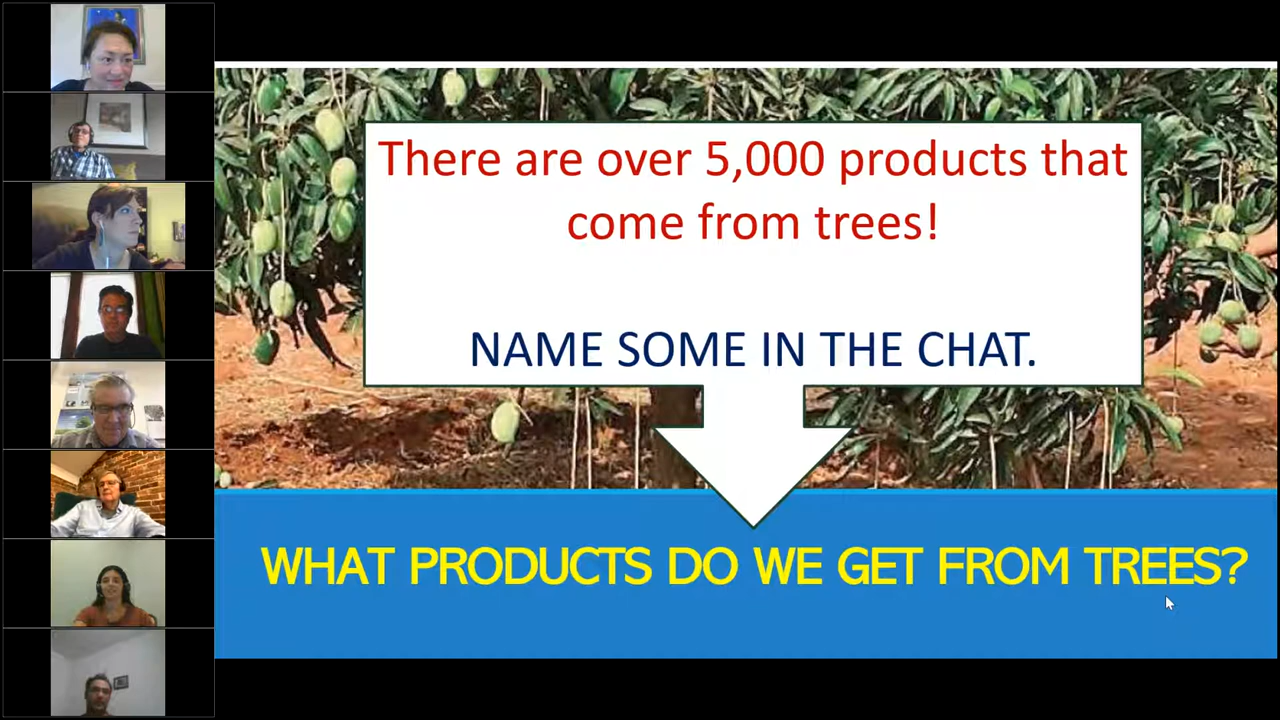 There are over 5,000 products that
come from trees!
NAME SOME IN THE CHAT.
WHAT PRODUCTS DO WE GET FROM TREES?